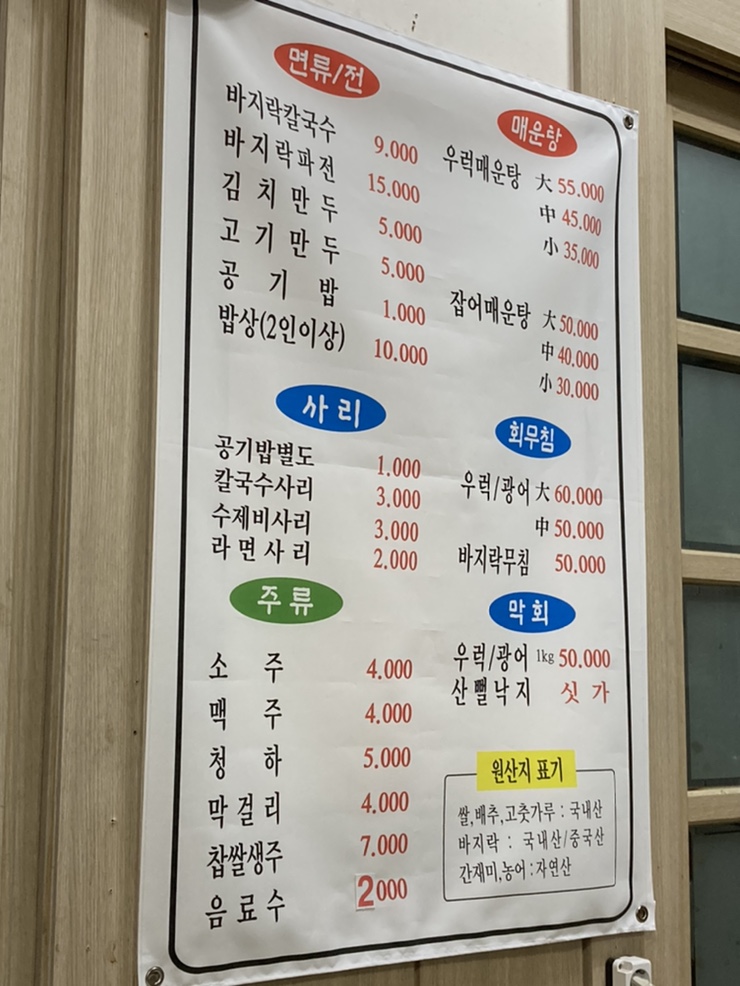 면류/전
바지락칼국수 9.000
바지락파전 15.000
김치만두 5.000
고기만두 5.000
공기밥 1.000
밥상(2인이상) 10.000
사리
공기밥별도 1.000
칼국수사리 3.000
수제비사리 3.000
라면사리 2.000
주류
소주 4.000
맥주 4.000
청하 5.000
막걸리 4.000
찹쌀생주 7.000
음료수 2000
매운탕
우럭매운탕 大 55.000
中 45.000
小 35.000
잡어매운탕 大 50.000
中 40.000
小 30.000
회무침
우럭/광어 大 60.000
中 50.000
바지락무침 50.000
막회
우럭/광어 1kg 50.000
산뻘낙지 싯가
원산지 표기
쌀,배추,고춧가루 : 국내산
바지락 : 국내산/중국산
간재미,농어 : 자연산